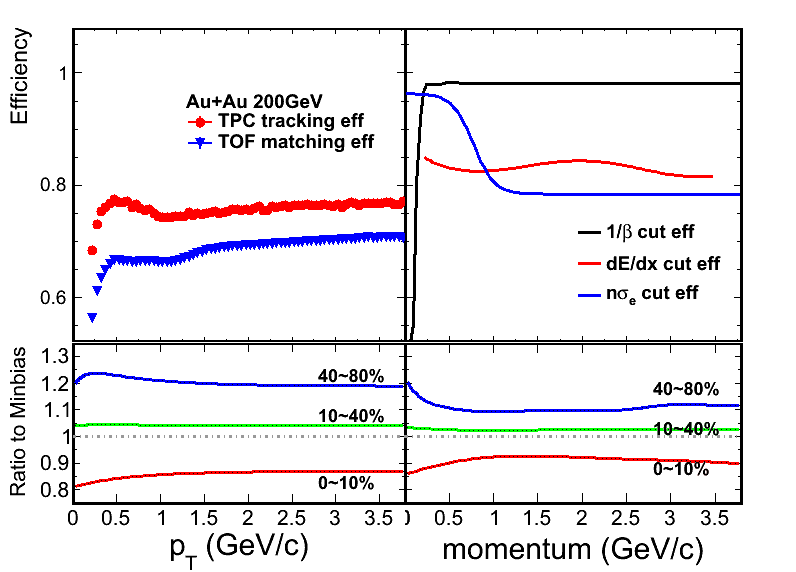 Efficiency
1
0.8
0.6
Au+Au 200GeV
TPC tracking eff
TOF matching eff
1/β cut eff
dE/dx cut eff
nσe cut eff
Ratio to Minbias
1.3
1.2
1.1
1
0.9
0.8
40~80%
10~40%
0~10%
40~80%
10~40%
0~10%
0 0.5 1 1.5 2 2.5 3 3.5
0 0.5 1 1.5 2 2.5 3 3.5
pT (GeV/c)
momentum (GeV/c)